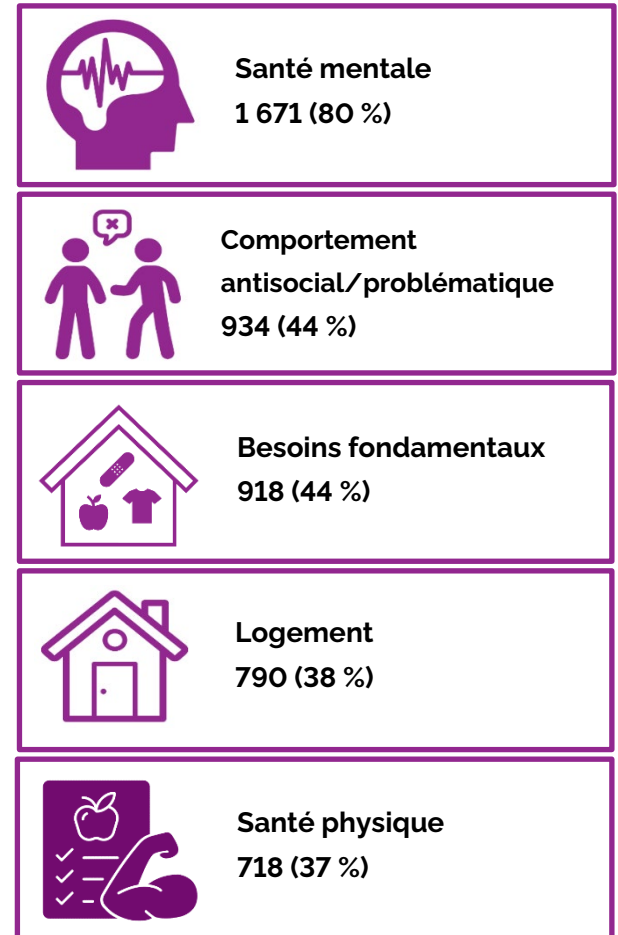 Santé mentale
1 671 (80 %)
Comportement
antisocial/problématique
934 (44 %)
Besoins fondamentaux
918 (44 %)
Logement
790 (38 %)
Santé physique
718 (37 %)